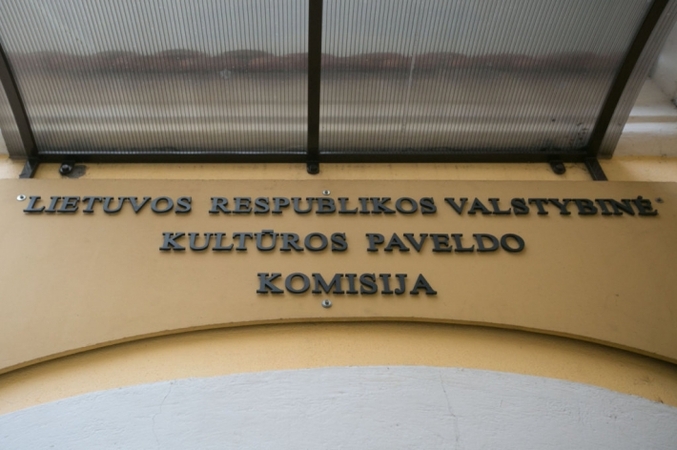 LIETUVOS RESPUBLIKOS VALSTYBINĖ
KULTŪROS PAVELDO
KOMISIJA